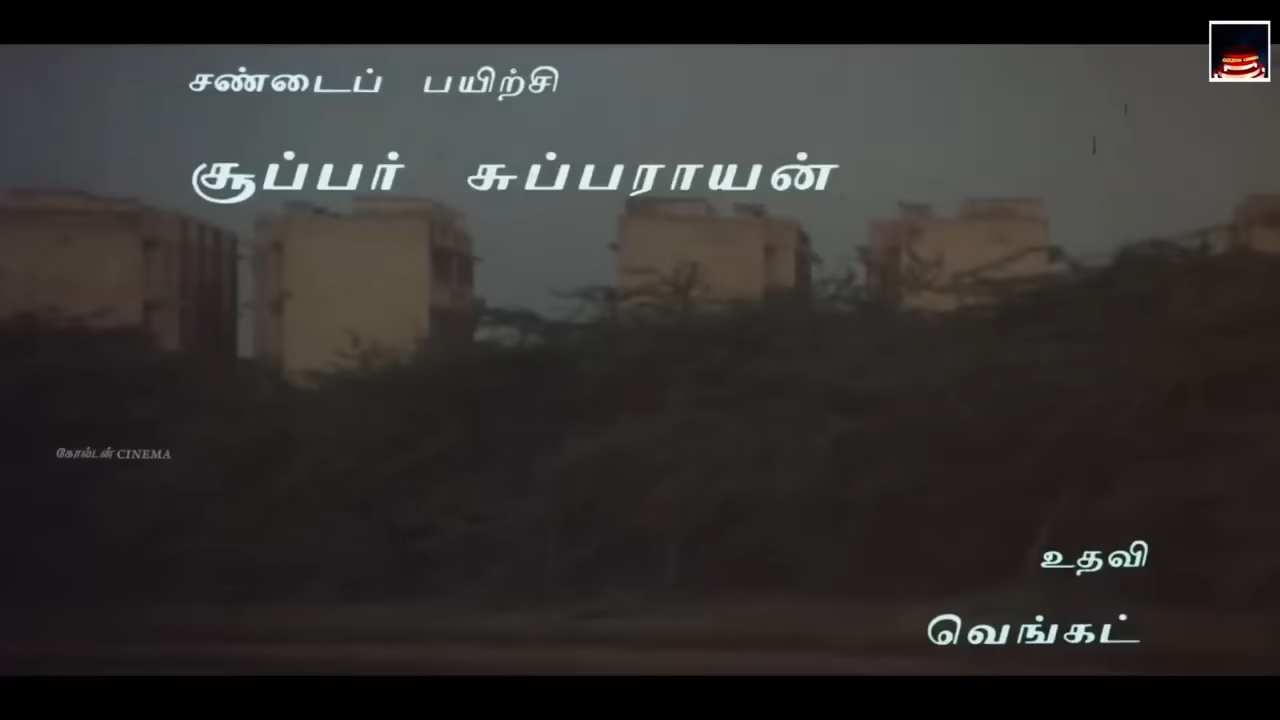 சண்டைப் பயிற்சி
சூப்பர் சுப்பராயன்
கோல்டன் CINEMA
உதவி
வெங்கட்